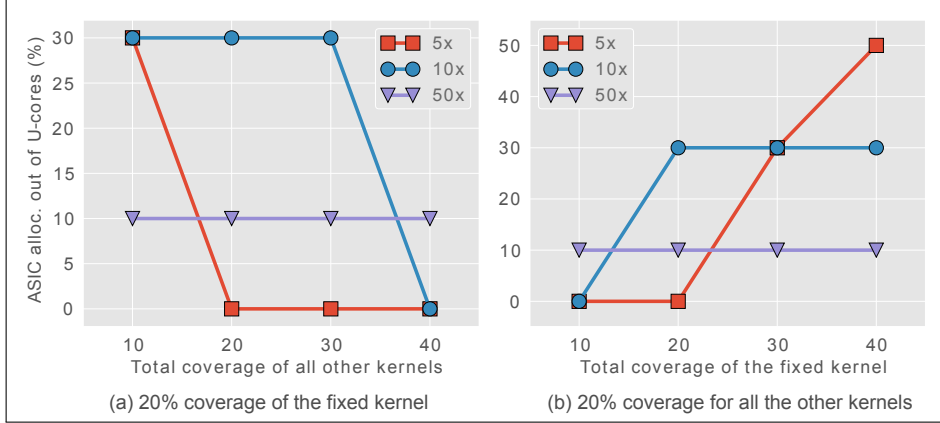 ASIC alloc. out of U-cores (%)
30
25
20
15
10
5
0
5x
10x
50x
10 20 30 40
Total coverage of all other kernels
(a) 20% coverage of the fixed kernel
50
40
30
20
10
0
5x
10x
50x
10 20 30 40
Total coverage of the fixed kernel
(b) 20% coverage for all the other kernels